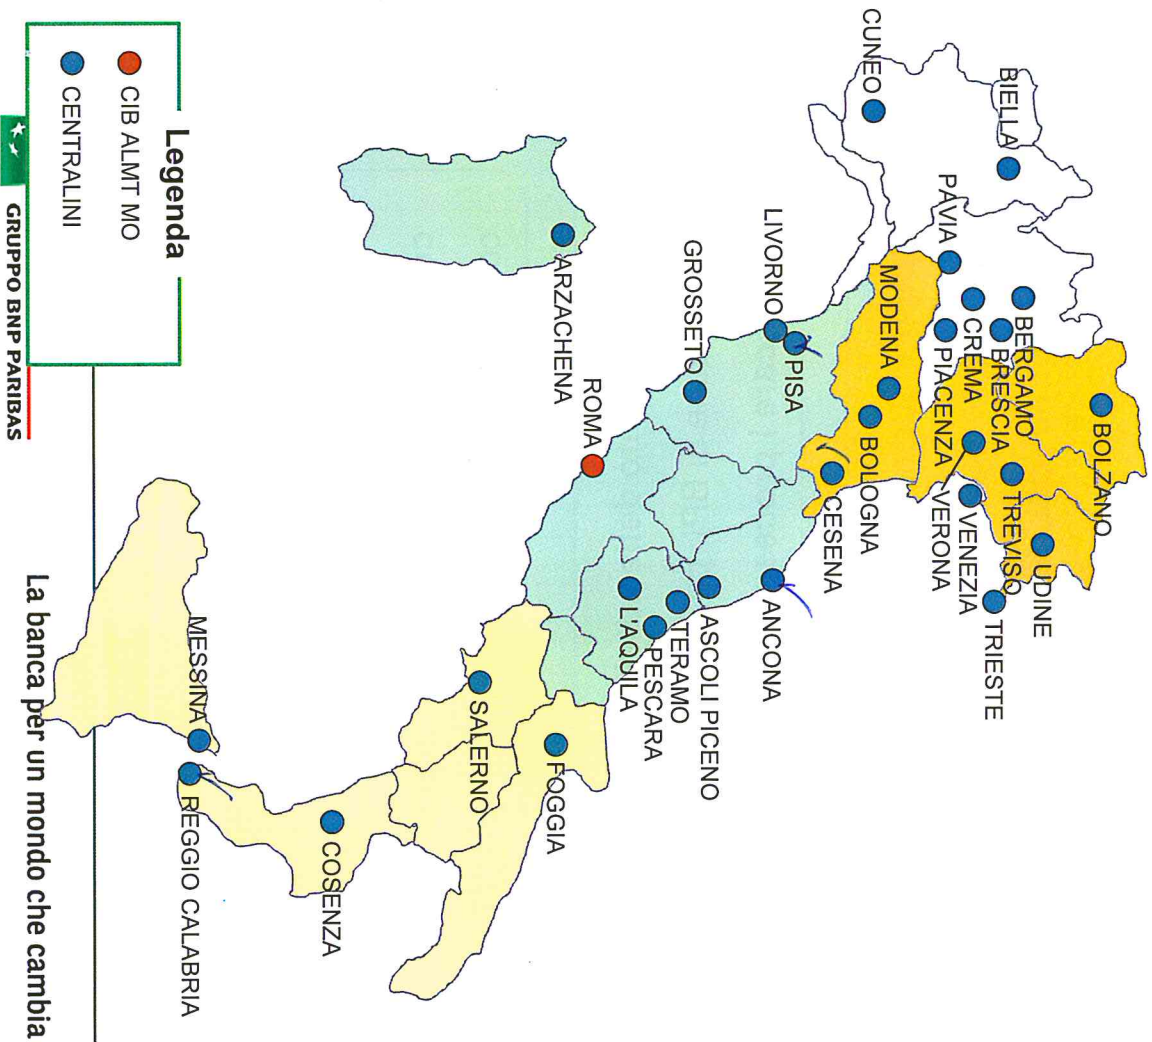 BOLZANO
UDINE
BIELLA
BERGAMO
TREVISO
BRESCIA
TRIESTE
CREMA
VENEZIA
VERONA
PAVIA
PIACENZA
CUNEO
MODENA
BOLOGNA
CESENA
PISA
LIVORNO
ANCONA
ASCOLI PICENO
GROSSETO
TERAMO
PESCARA
L'AQUILA
ROMA
ARZACHENA
FOGGIA
SALERNO
COSENZA
MESSINA
REGGIO CALABRIA
Legenda
CIB ALMT MO
CENTRALINI
GRUPPO BNP PARIBAS
La banca per un mondo che cambia